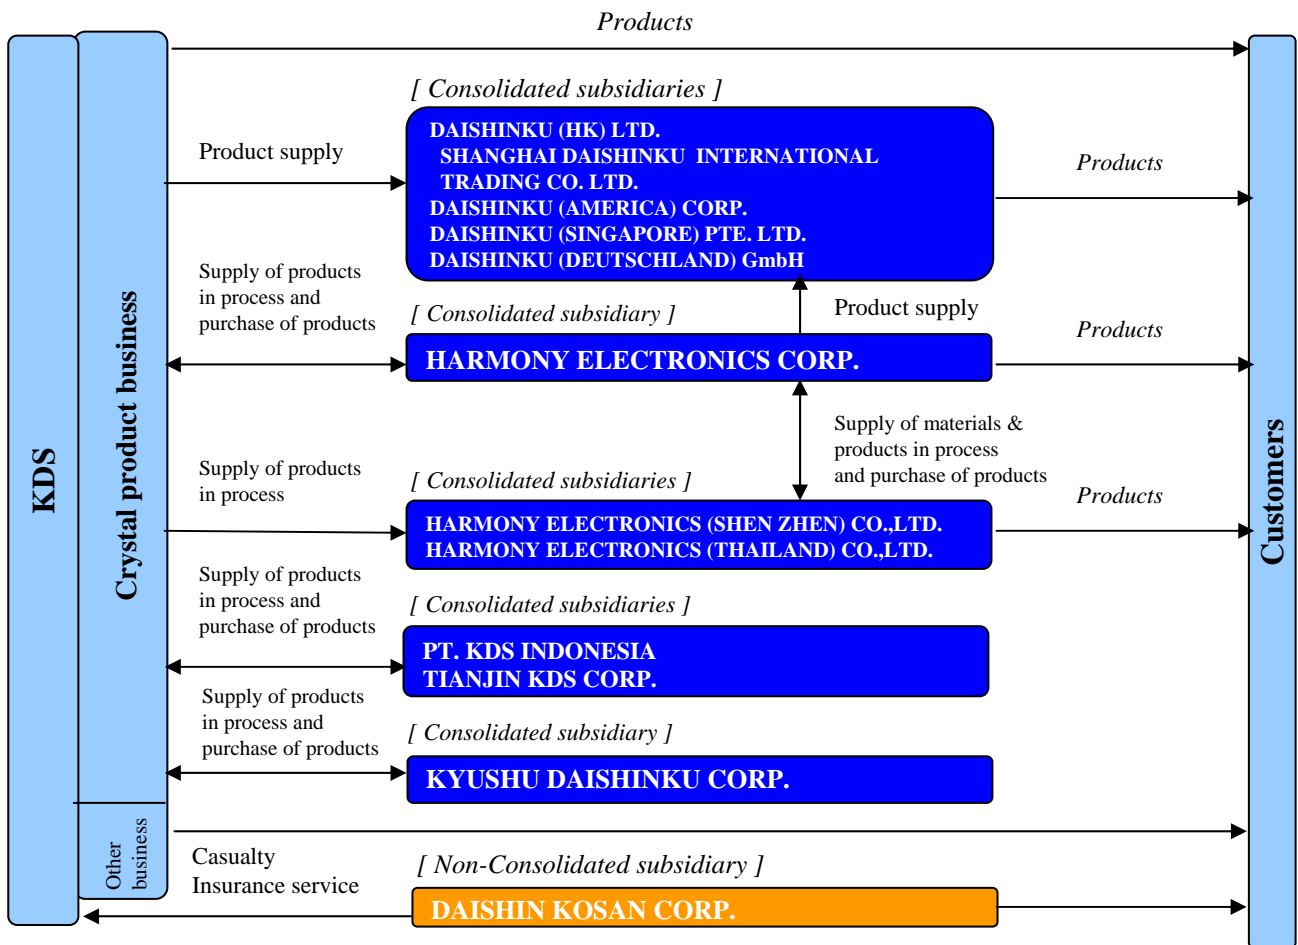 Products
[ Consolidated subsidiaries ]
DAISHINKU (HK) LTD.
SHANGHAI DAISHINKU INTERNATIONAL
TRADING CO. LTD.
DAISHINKU (AMERICA) CORP.
DAISHINKU (SINGAPORE) PTE. LTD.
DAISHINKU (DEUTSCHLAND) GmbH
Product supply
Products
Supply of products
in process and
purchase of products
[ Consolidated subsidiary ]
Product supply
HARMONY ELECTRONICS CORP.
Products
Supply of materials &
products in process
and purchase of products
Supply of products
in process
[ Consolidated subsidiaries ]
HARMONY ELECTRONICS (SHEN ZHEN) CO.,LTD.
HARMONY ELECTRONICS (THAILAND) CO.,LTD.
Products
Supply of products
in process and
purchase of products
[ Consolidated subsidiaries ]
PT. KDS INDONESIA
TIANJIN KDS CORP.
Supply of products
in process and
purchase of products
[ Consolidated subsidiary ]
KYUSHU DAISHINKU CORP.
KDS
Crystal product business
Other
business
Customers
Casualty
Insurance service
[ Non-Consolidated subsidiary ]
DAISHIN KOSAN CORP.